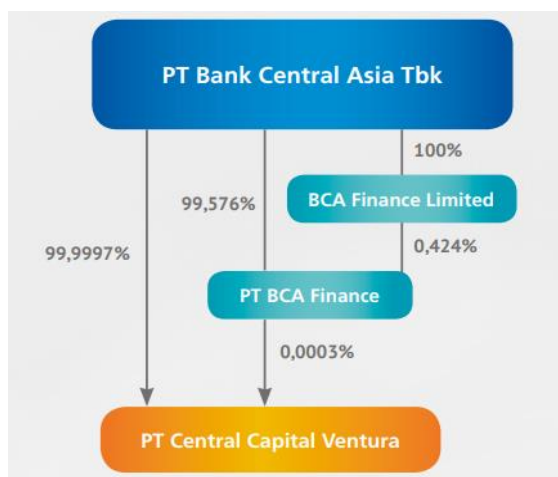 PT Bank Central Asia Tbk
100%
BCA Finance Limited
99,576%
0,424%
99,9997%
PT BCA Finance
0,0003%
PT Central Capital Ventura